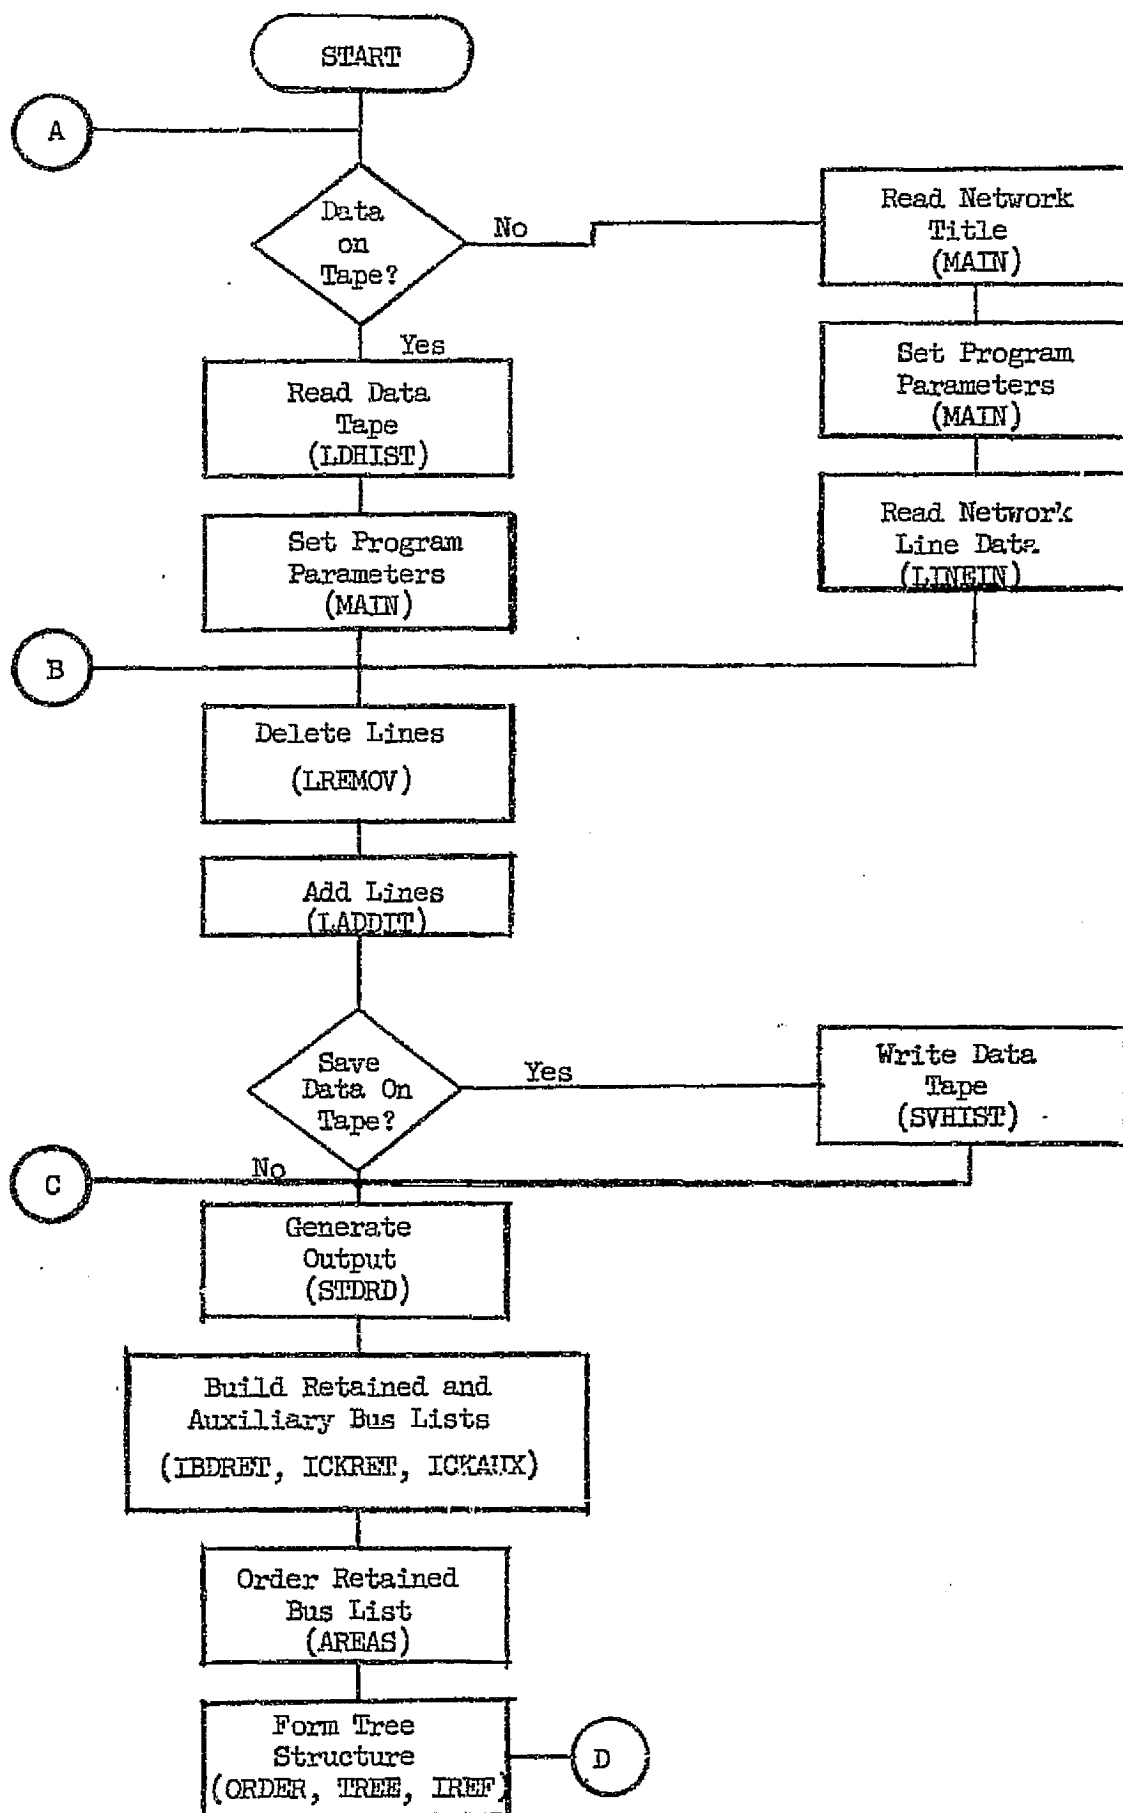 START
A
Data
on
Tape?
No
Yes
Read Network
Title
(MAIN)
Set Program
Parameters
(MAIN)
Read Network
Line Data
(LINEIN)
Read Data
Tape
(LDHIST)
Set Program
Parameters
(MAIN)
B
Delete Lines
(LREMOV)
Add Lines
(LADDIT)
Save
Data On
Tape?
Yes
Write Data
Tape
(SVHIST)
No
C
Generate
Output
(STDRD)
Build Retained and
Auxiliary Bus Lists
(IBDRET, ICKRET, ICKAUX)
Order Retained
Bus List
(AREAS)
Form Tree
Structure
(ORDER, TREE, IREF)
D